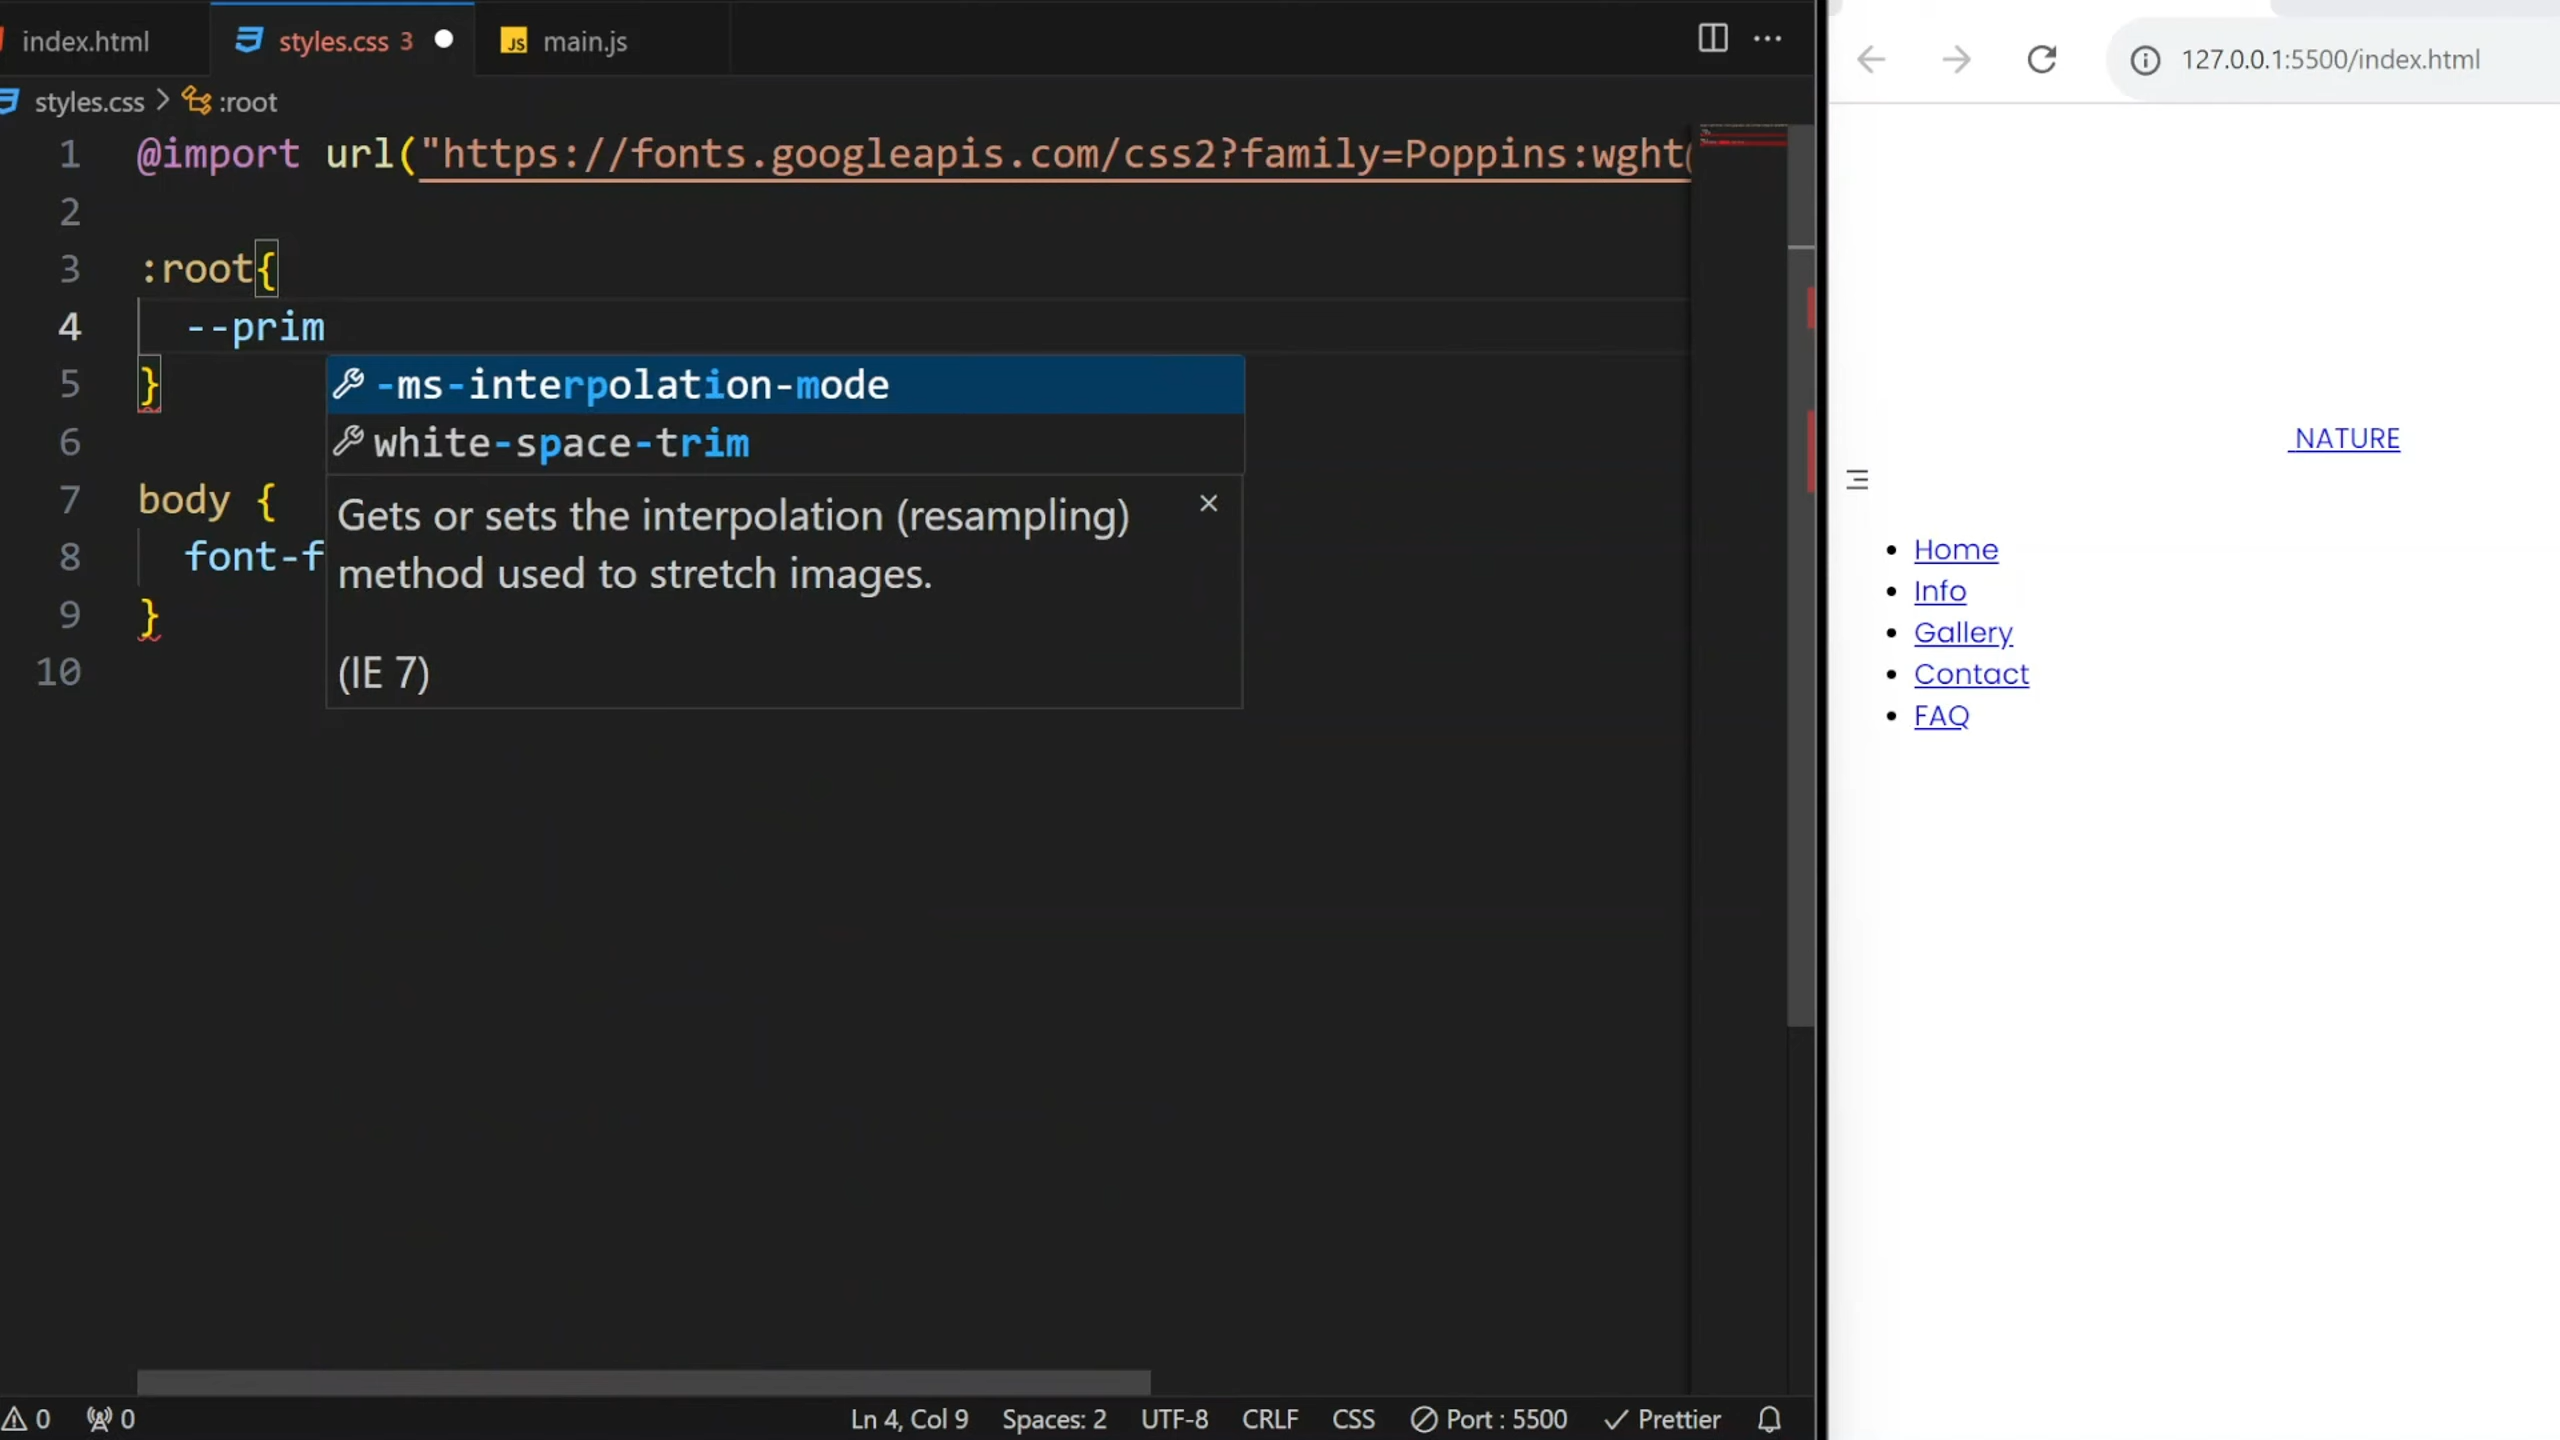 index.html
styles.css 3
JS main.js
127.0.0.1:5500/index.html
styles.css > :root
1 @import url("https://fonts.googleapis.com/css2?family=Poppins:wght
2
3 :root{
4 --prim
5 }
-ms-interpolation-mode
6
white-space-trim
7 body {
Gets or sets the interpolation (resampling)
8 font-f
method used to stretch images.
9 }
10
(IE 7)
NATURE
Home
Info
Gallery
Contact
FAQ
0 0 Ln 4, Col 9 Spaces: 2 UTF-8 CRLF CSS Port : 5500 Prettier